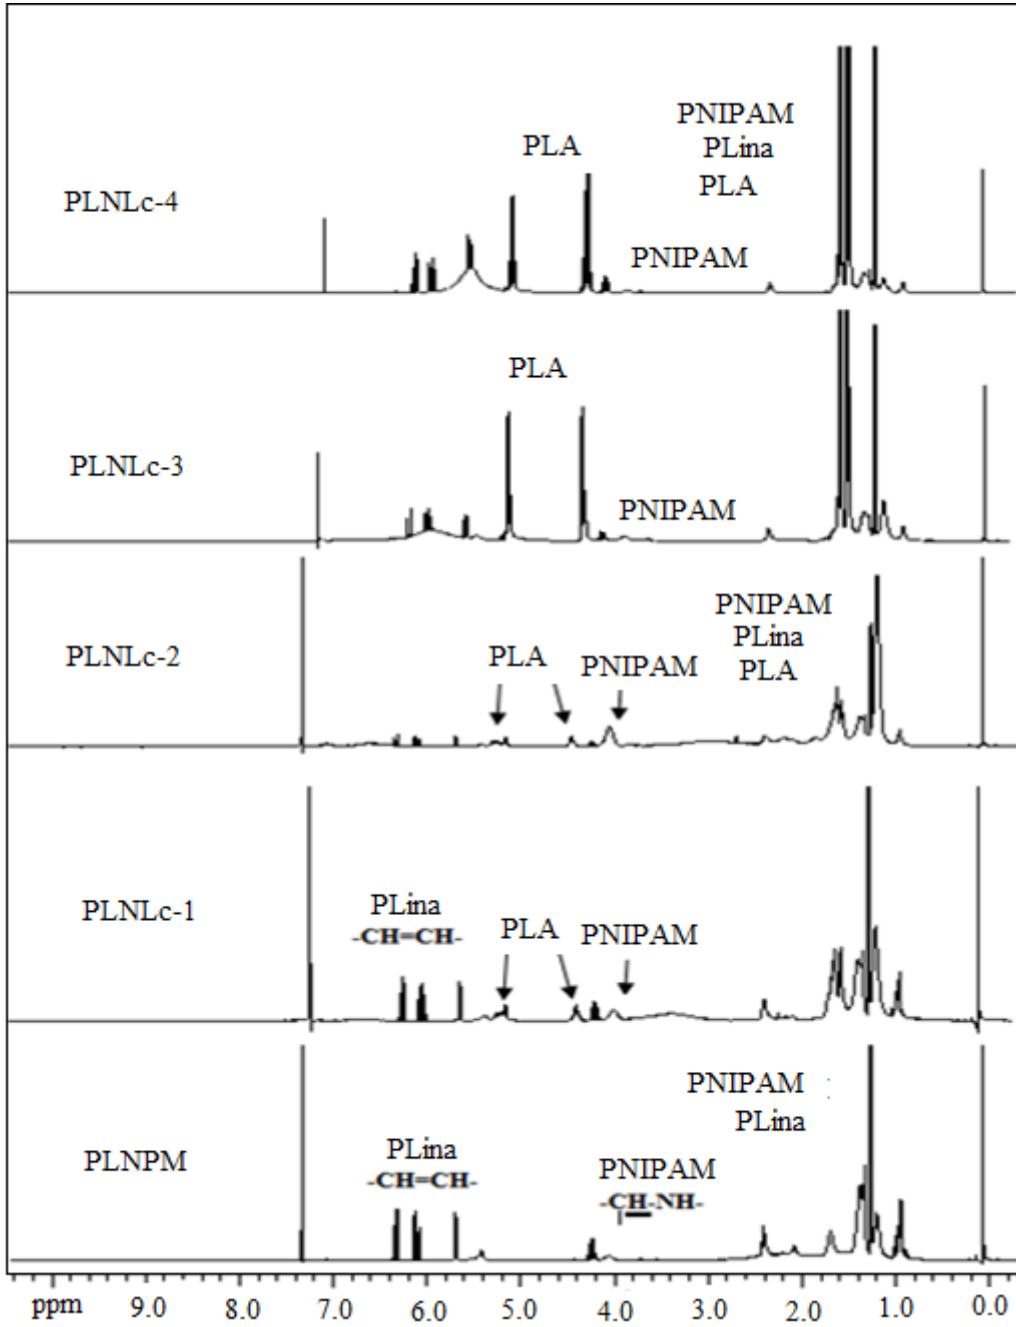 PNIPAM
PLina
PLA
PLA
PLNLc-4
PNIPAM
PLA
PLNLc-3
PNIPAM
PNIPAM
PLina
PLA
PLNLc-2
PLA
PNIPAM
PLNLc-1
PLina
-CH=CH-
PLA
PNIPAM
PNIPAM
PLina
PLNPM
PLina
-CH=CH-
PNIPAM
-CH-NH-
ppm 9.0 8.0 7.0 6.0 5.0 4.0 3.0 2.0 1.0 0.0